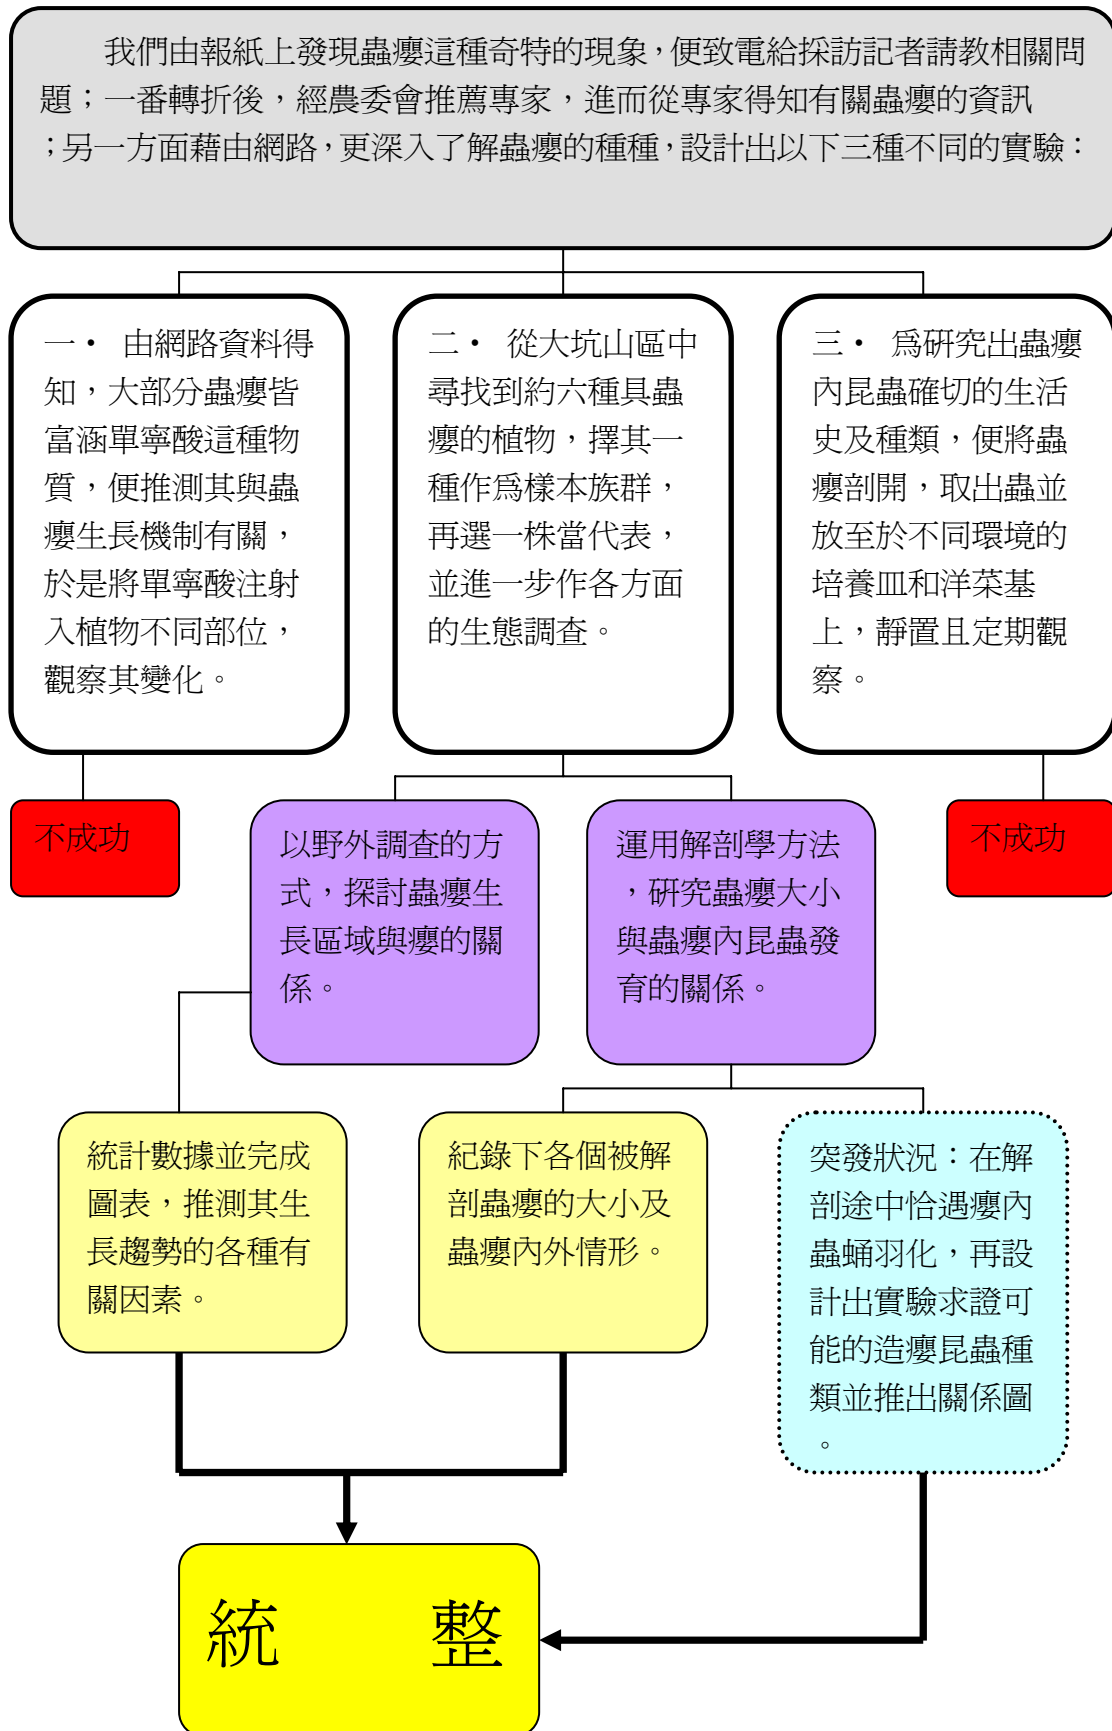 我們由報紙上發現蟲癭這種奇特的現象，便致電給採訪記者請教相關問
題；一番轉折後，經農委會推薦專家，進而從專家得知有關蟲癭的資訊
；另一方面藉由網路，更深入了解蟲癭的種種，設計出以下三種不同的實驗：
一・ 由網路資料得
知，大部分蟲癭皆
富涵單寧酸這種物
質，便推測其與蟲
癭生長機制有關，
於是將單寧酸注射
入植物不同部位，
觀察其變化。
二・ 從大坑山區中
尋找到約六種具蟲
癭的植物，擇其一
種作為樣本族群，
再選一株當代表，
並進一步作各方面
的生態調查。
三・ 為研究出蟲癭
內昆蟲確切的生活
史及種類，便將蟲
癭剖開，取出蟲並
放至於不同環境的
培養皿和洋菜基
上，靜置且定期觀
察。
不成功
以野外調查的方
式，探討蟲癭生
長區域與癭的關
係。
運用解剖學方法
，研究蟲癭大小
與蟲癭內昆蟲發
育的關係。
不成功
統計數據並完成
圖表，推測其生
長趨勢的各種有
關因素。
紀錄下各個被解
剖蟲癭的大小及
蟲癭內外情形。
突發狀況：在解
剖途中恰遇癭內
蟲蛹羽化，再設
計出實驗求證可
能的造癭昆蟲種
類並推出關係圖
。
統 整